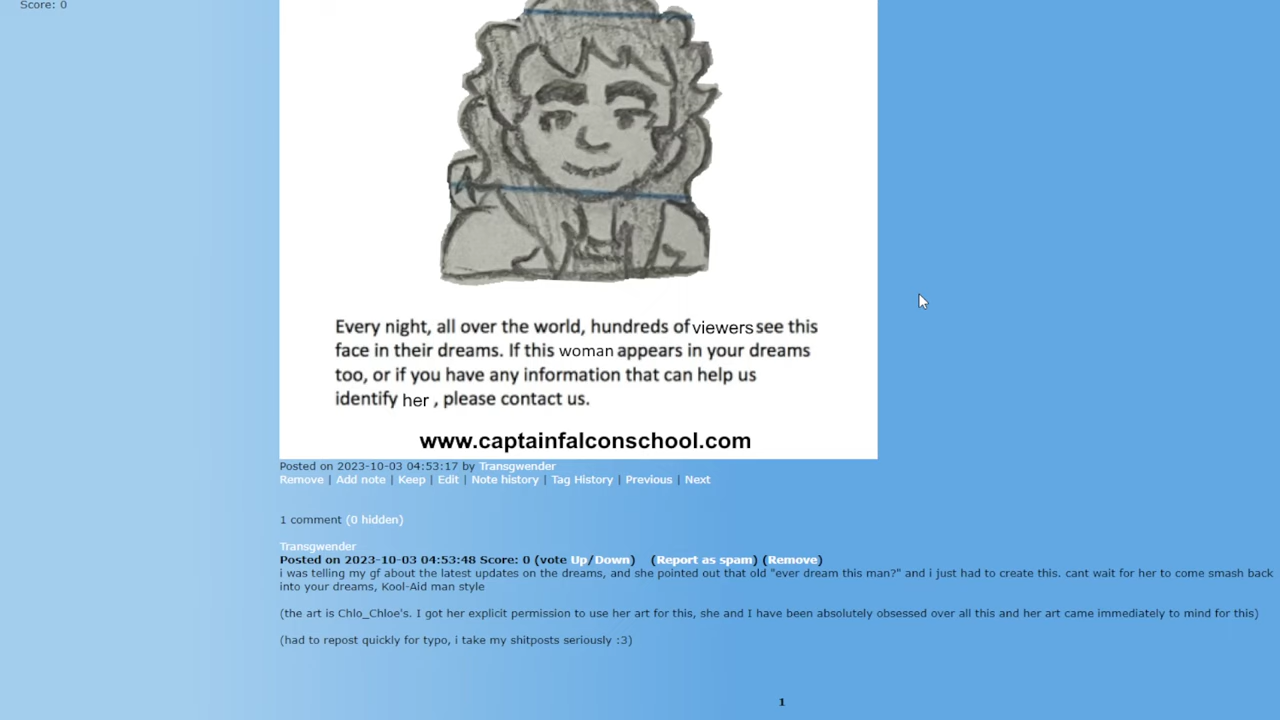 Score: 0
Every night, all over the world, hundreds of viewers see this
face in their dreams. If this woman appears in your dreams
too, or if you have any information that can help us
identify her , please contact us.
www.captainfalconschool.com
Posted on 2023-10-03 04:53:17 by Transgwender
Remove | Add note | Keep | Edit | Note history | Tag History | Previous | Next
1 comment (0 hidden)
Transgwender
Posted on 2023-10-03 04:53:48 Score: 0 (vote Up/Down) (Report as spam) (Remove)
i was telling my gf about the latest updates on the dreams, and she pointed out that old "ever dream this man?" and i just had to create this. cant wait for her to come smash back
into your dreams, Kool-Aid man style
(the art is Chlo_Chloe's. I got her explicit permission to use her art for this, she and I have been absolutely obsessed over all this and her art came immediately to mind for this)
(had to repost quickly for typo, i take my shitposts seriously :3)
1